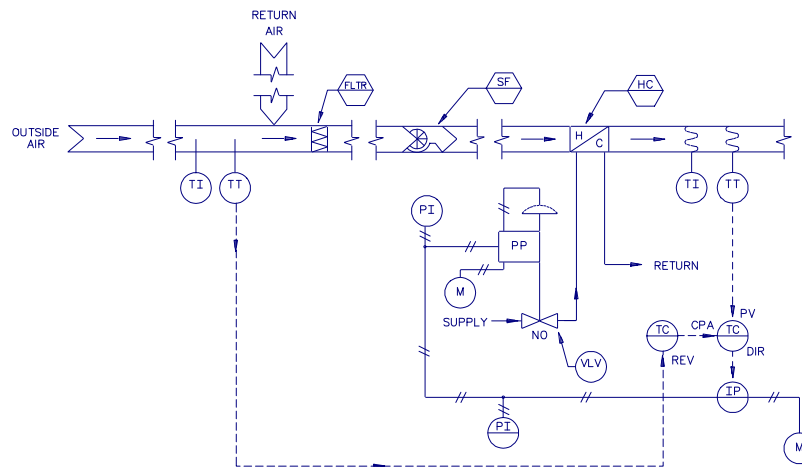 RETURN
AIR
FLTR
SF
HC
OUTSIDE
AIR
H
C
TI
TT
TI
TT
PI
PP
M
RETURN
SUPPLY
NO
PV
TC
CPA
TC
REV
DIR
VLV
IP
PI
M